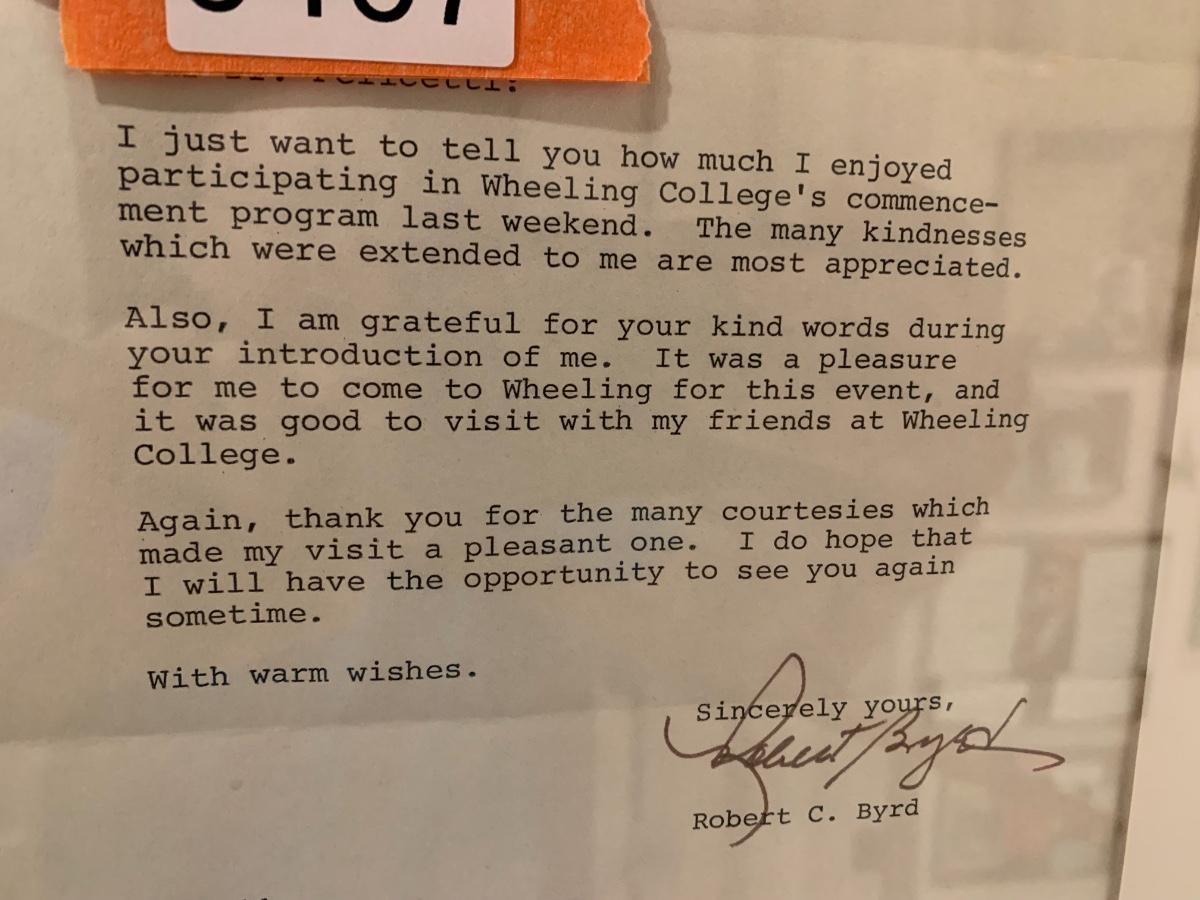 I just want to tell you how much I enjoyed
participating in Wheeling College's commence-
ment program last weekend. The many kindnesses
which were extended to me are most appreciated.
Also, I am grateful for your kind words during
your introduction of me. It was a pleasure
for me to come to Wheeling for this event, and
it was good to visit with my friends at Wheeling
College.
Again, thank you for the many courtesies which
made my visit a pleasant one. I do hope that
I will have the opportunity to see you again
sometime.
With warm wishes.
Sincerely yours,
Robert Byrd
Robert C. Byrd